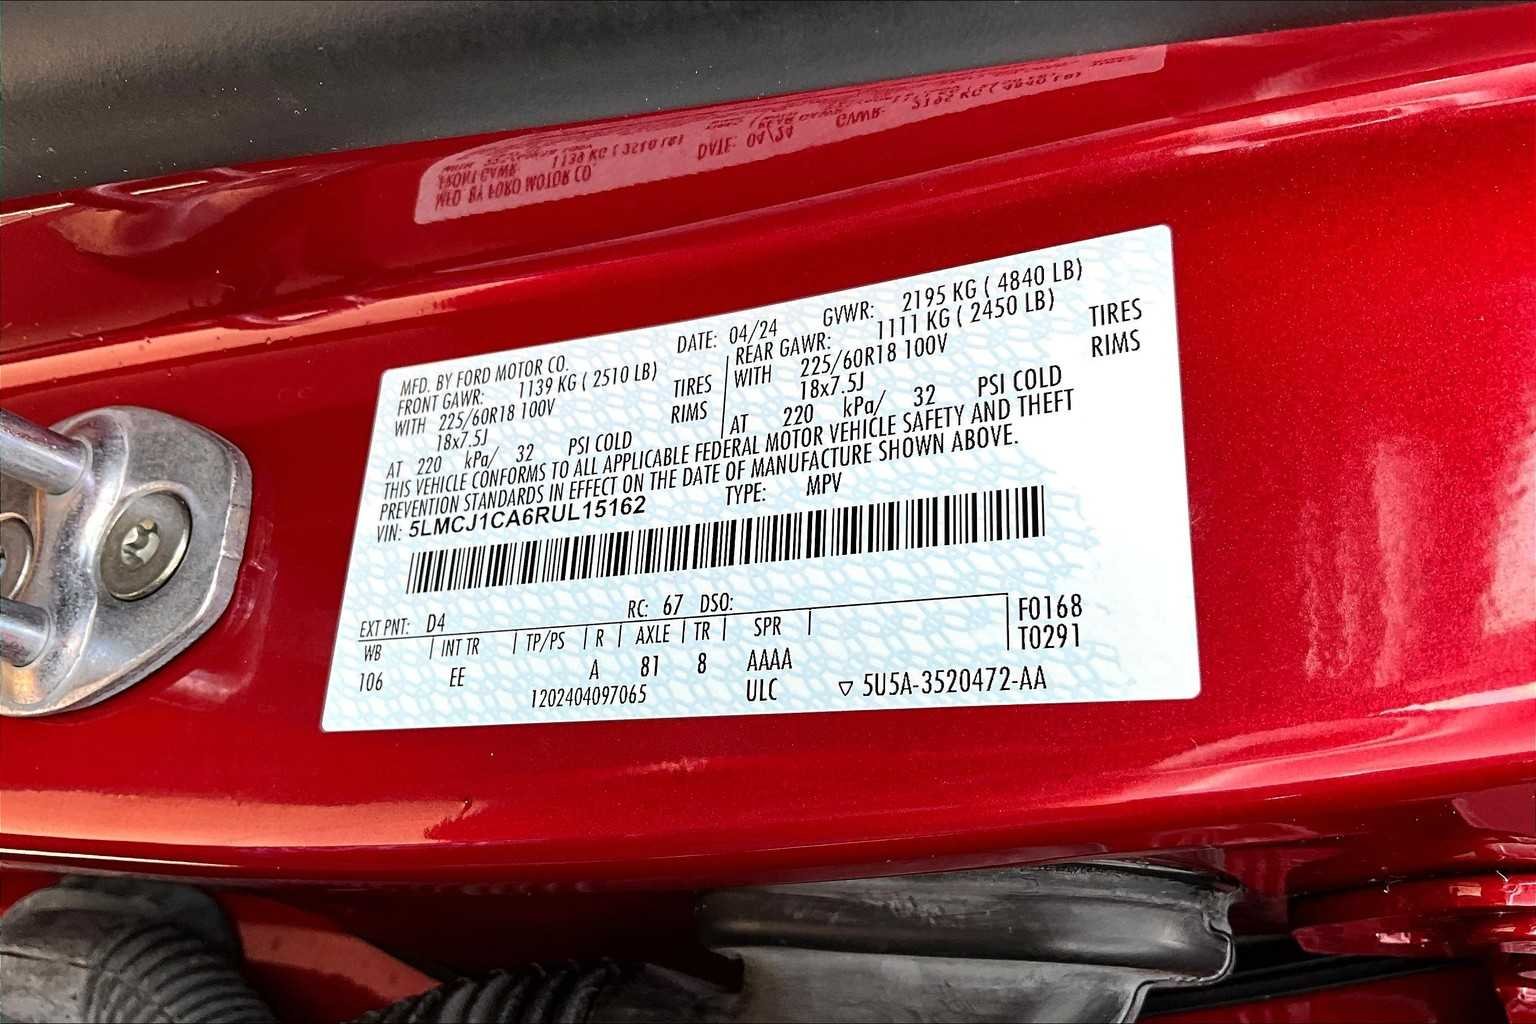 MFD. BY FORD MOTOR CO. DATE: 04/24 GVWR: 2195 KG ( 4840 LB)
FRONT GAWR: 1139 KG ( 2510 LB) REAR GAWR: 1111 KG ( 2450 LB)
WITH 225/60R18 100V TIRES WITH 225/60R18 100V TIRES
18x7.5J RIMS 18x7.5J RIMS
AT 220 kPa/ 32 PSI COLD AT 220 kPa/ 32 PSI COLD
THIS VEHICLE CONFORMS TO ALL APPLICABLE FEDERAL MOTOR VEHICLE SAFETY AND THEFT
PREVENTION STANDARDS IN EFFECT ON THE DATE OF MANUFACTURE SHOWN ABOVE.
VIN: 5LMCJ1CA6RUL15162 TYPE: MPV
EXT PNT: D4 RC: 67 DSO: F0168
WB INT TR TP/PS R AXLE TR SPR T0291
106 EE A 81 8 AAAA
1202404097065 ULC ▽ 5U5A-3520472-AA